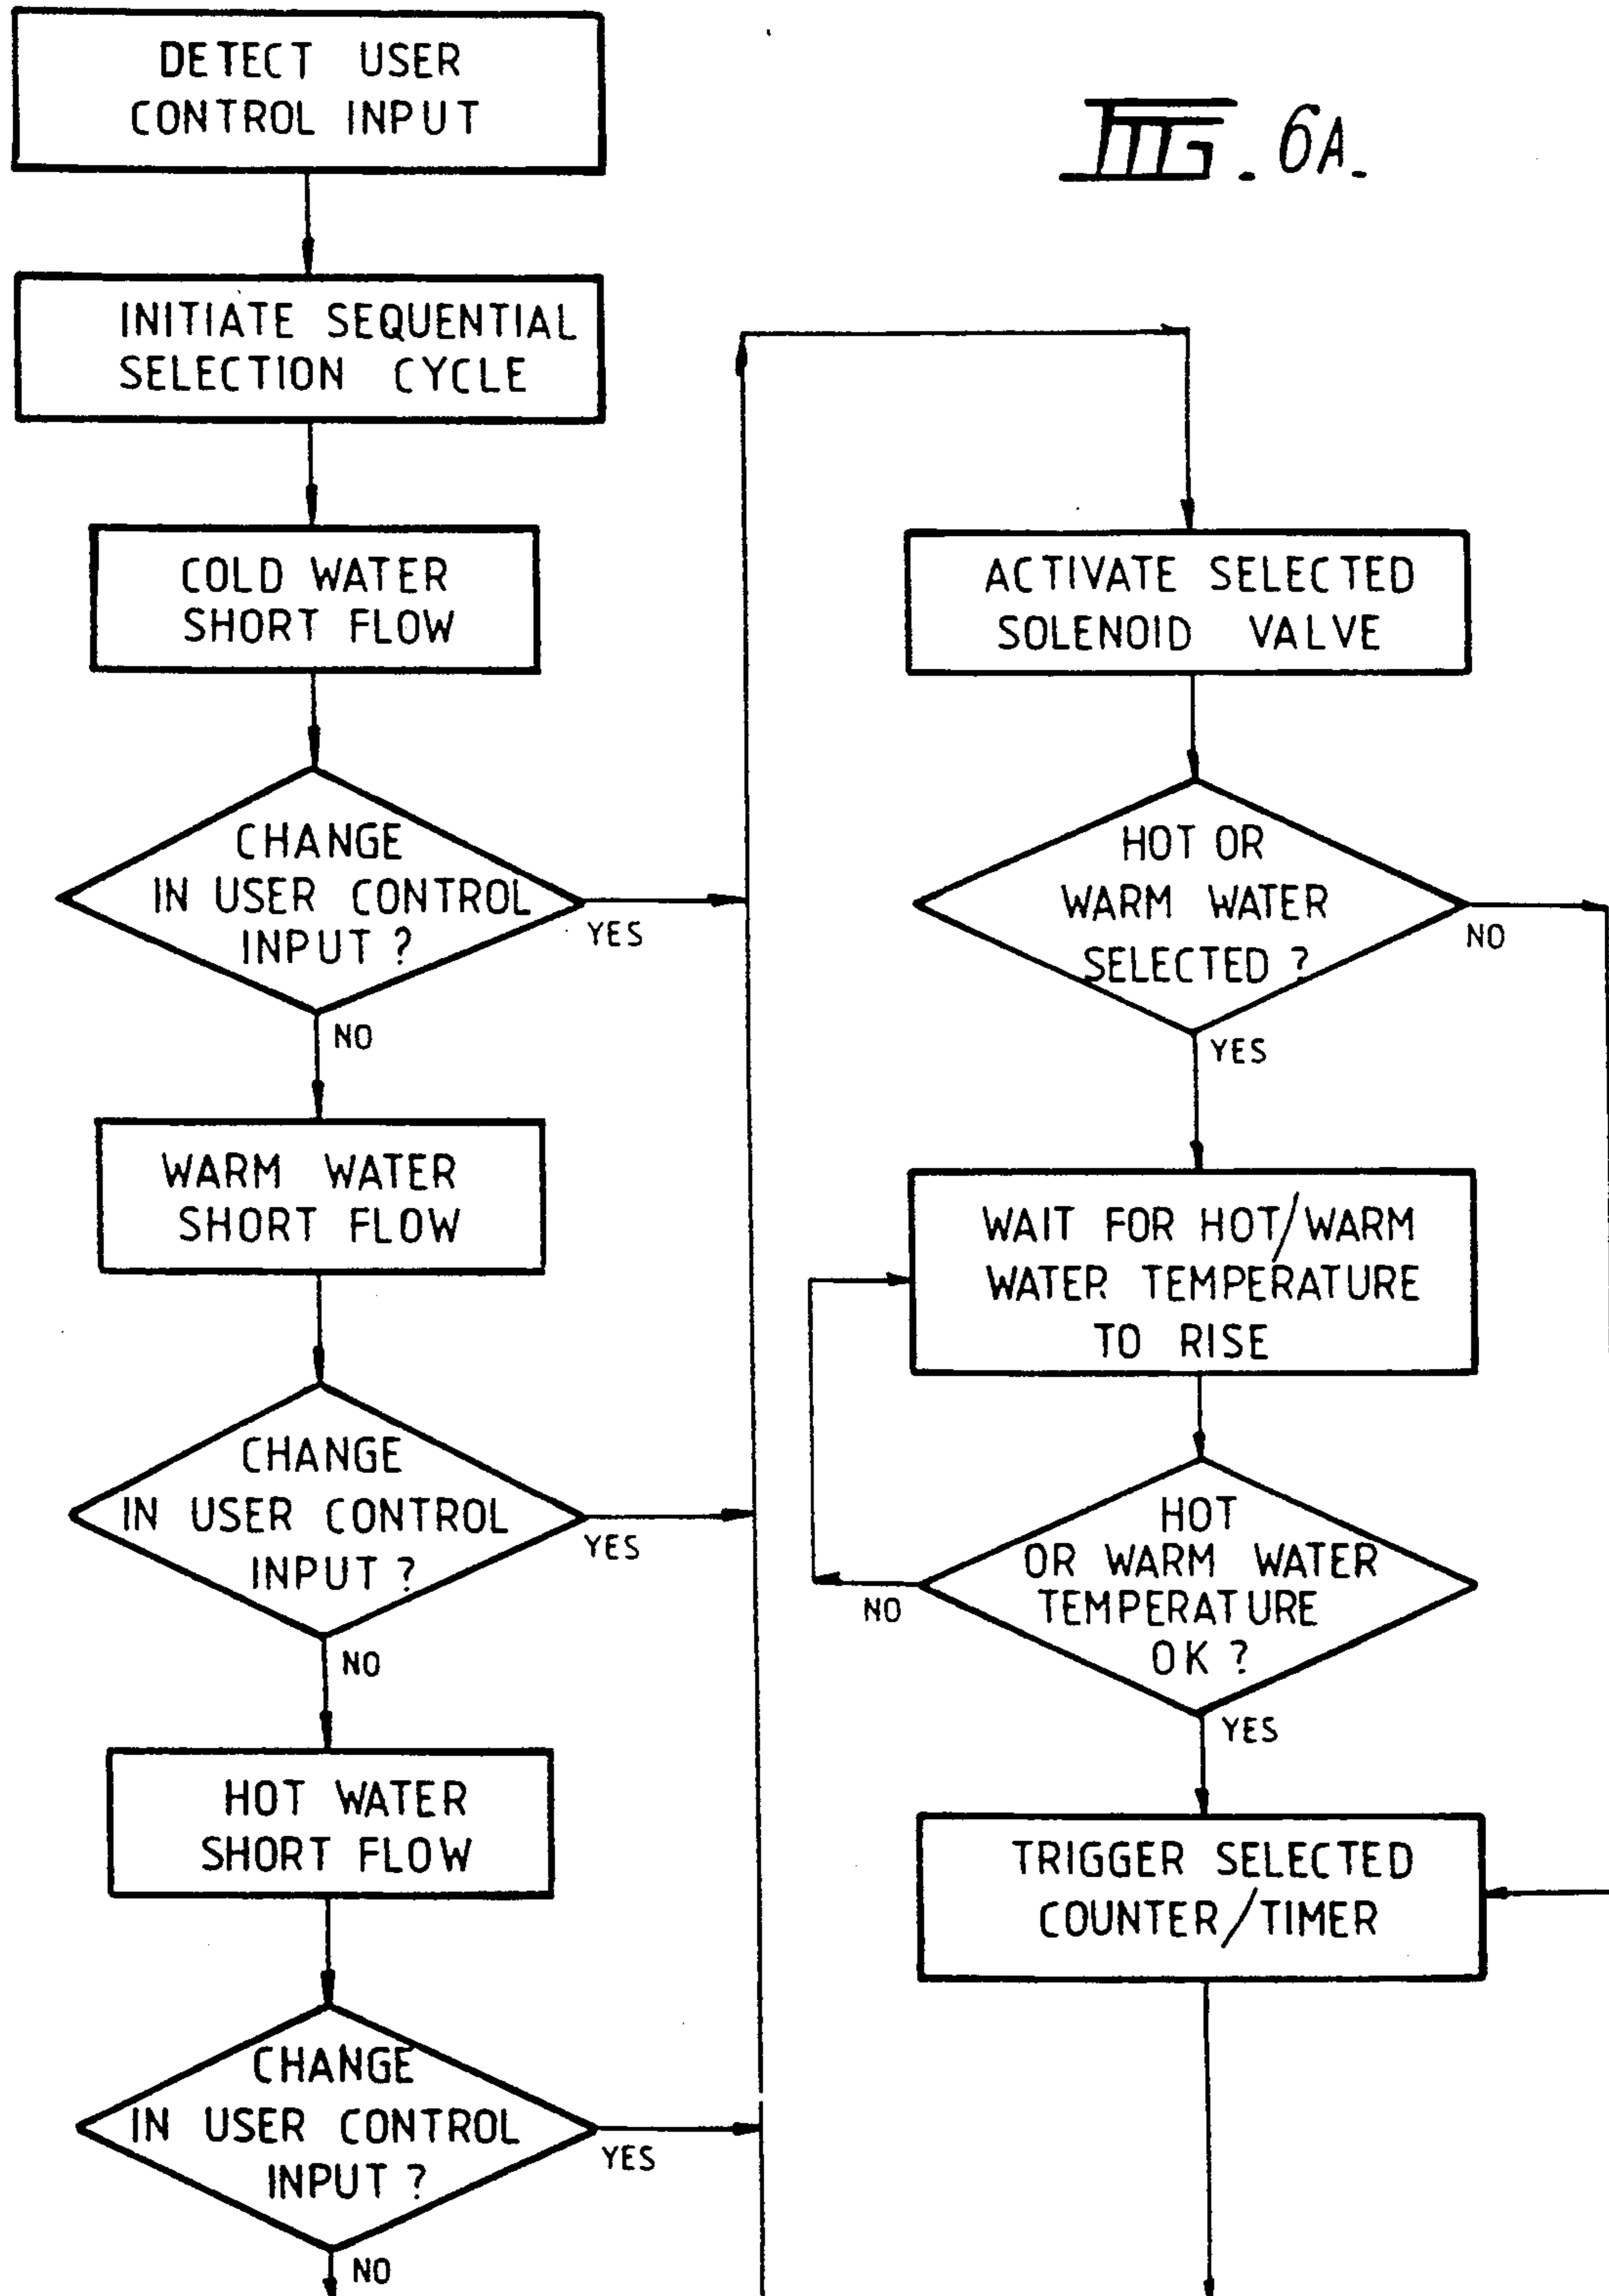 DETECT USER
CONTROL INPUT
FIG. 6A.
INITIATE SEQUENTIAL
SELECTION CYCLE
COLD WATER
SHORT FLOW
CHANGE
IN USER CONTROL
INPUT ?
YES
NO
WARM WATER
SHORT FLOW
CHANGE
IN USER CONTROL
INPUT ?
YES
NO
HOT WATER
SHORT FLOW
CHANGE
IN USER CONTROL
INPUT ?
YES
NO
ACTIVATE SELECTED
SOLENOID VALVE
HOT OR
WARM WATER
SELECTED ?
NO
YES
WAIT FOR HOT/WARM
WATER TEMPERATURE
TO RISE
HOT
OR WARM WATER
TEMPERATURE
OK ?
NO
YES
TRIGGER SELECTED
COUNTER/TIMER